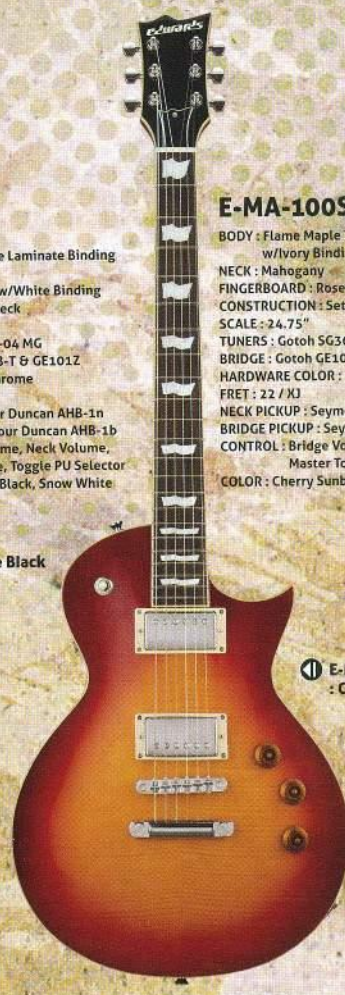 edwards
e Laminate Binding
w/White Binding
eck
-04 MG
B-T & GE101Z
hrome
r Duncan AHB-1n
our Duncan AHB-1b
me, Neck Volume,
e, Toggle PU Selector
Black, Snow White
e Black
E-MA-100S
BODY : Flame Maple
w/Ivory Bindi
NECK : Mahogany
FINGERBOARD : Rose
CONSTRUCTION : Set
SCALE : 24.75"
TUNERS : Gotoh SG36
BRIDGE : Gotoh GE10
HARDWARE COLOR :
FRET : 22 / XJ
NECK PICKUP : Seym
BRIDGE PICKUP : Sey
CONTROL : Bridge Vo
Master To
COLOR : Cherry Sunb
E-
: C